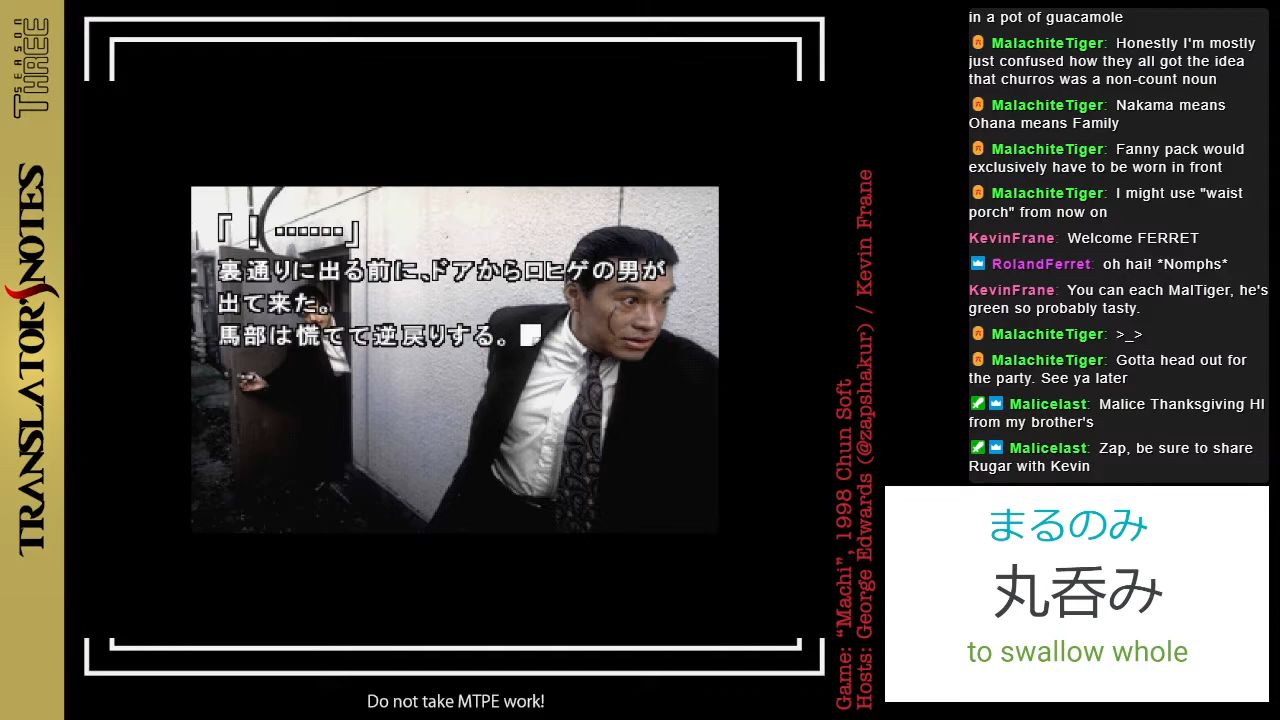 SEASON
THREE
TRANSLATOR'S NOTES
『！……』
裏通りに出る前に、ドアからロヒゲの男が
出て来た。
馬部は慌てて逆戻りする。
Game: "Machi", 1998 Chun Soft
Hosts: George Edwards (@zapshakur) / Kevin Frane
Do not take MTPE work!
in a pot of guacamole
MalachiteTiger: Honestly I'm mostly
just confused how they all got the idea
that churros was a non-count noun
MalachiteTiger: Nakama means
Ohana means Family
MalachiteTiger: Fanny pack would
exclusively have to be worn in front
MalachiteTiger: I might use "waist
porch" from now on
KevinFrane: Welcome FERRET
RolandFerret: oh hai! *Nomphs*
KevinFrane: You can each MalTiger, he's
green so probably tasty.
MalachiteTiger: >_>
MalachiteTiger: Gotta head out for
the party. See ya later
Malicelast: Malice Thanksgiving HI
from my brother's
Malicelast: Zap, be sure to share
Rugar with Kevin
まるのみ
丸呑み
to swallow whole